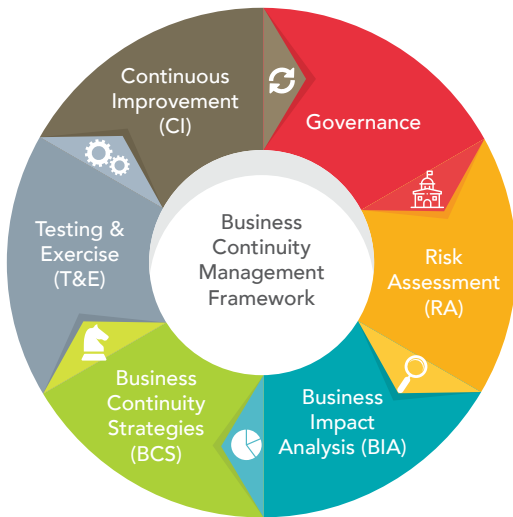 Business
Continuity
Management
Framework
Governance
Risk
Assessment
(RA)
Business
Impact
Analysis (BIA)
Business
Continuity
Strategies
(BCS)
Testing &
Exercise
(T&E)
Continuous
Improvement
(CI)